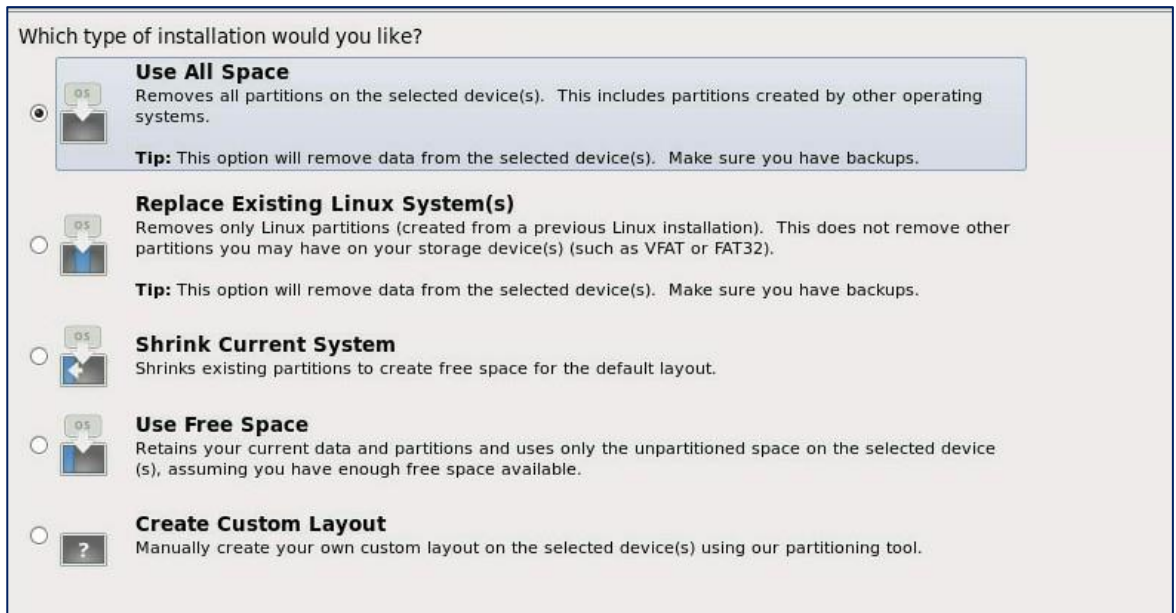 Which type of installation would you like?
OS
Use All Space
Removes all partitions on the selected device(s). This includes partitions created by other operating
systems.
Tip: This option will remove data from the selected device(s). Make sure you have backups.
OS
Replace Existing Linux System(s)
Removes only Linux partitions (created from a previous Linux installation). This does not remove other
partitions you may have on your storage device(s) (such as VFAT or FAT32).
Tip: This option will remove data from the selected device(s). Make sure you have backups.
OS
Shrink Current System
Shrinks existing partitions to create free space for the default layout.
OS
Use Free Space
Retains your current data and partitions and uses only the unpartitioned space on the selected device
(s), assuming you have enough free space available.
?
Create Custom Layout
Manually create your own custom layout on the selected device(s) using our partitioning tool.